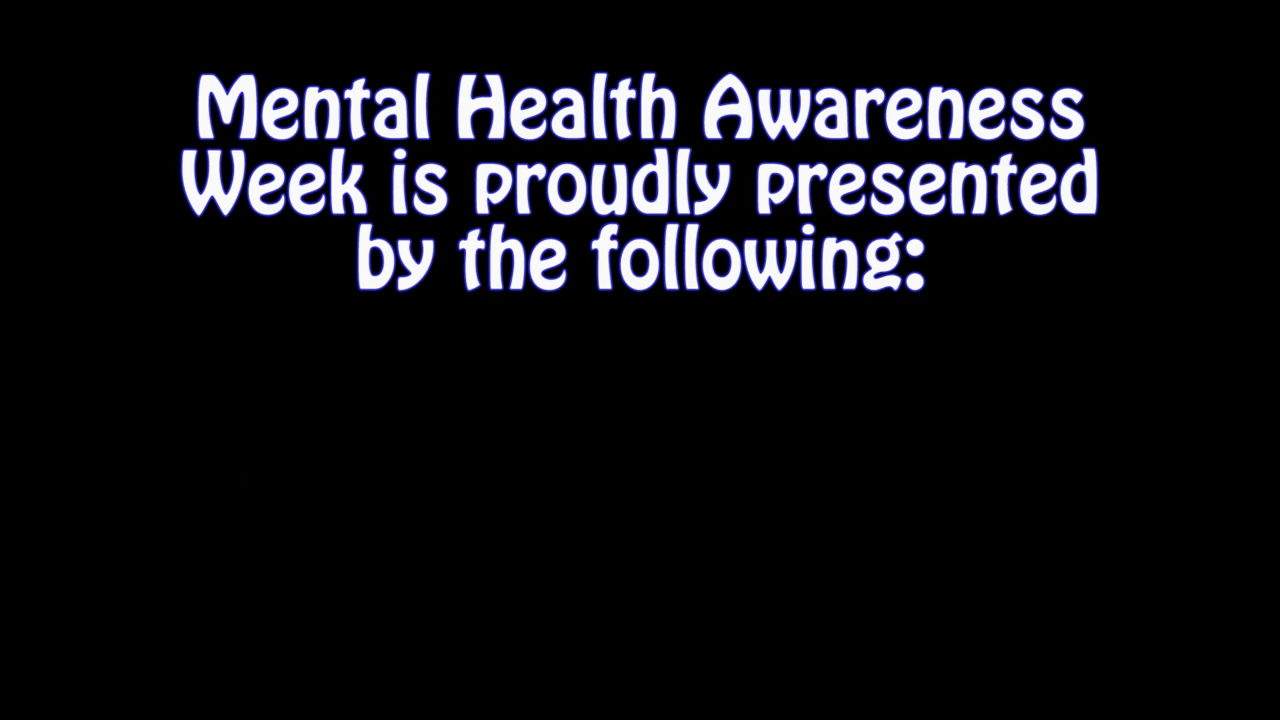 Mental Health Awareness
Week is proudly presented
by the following: